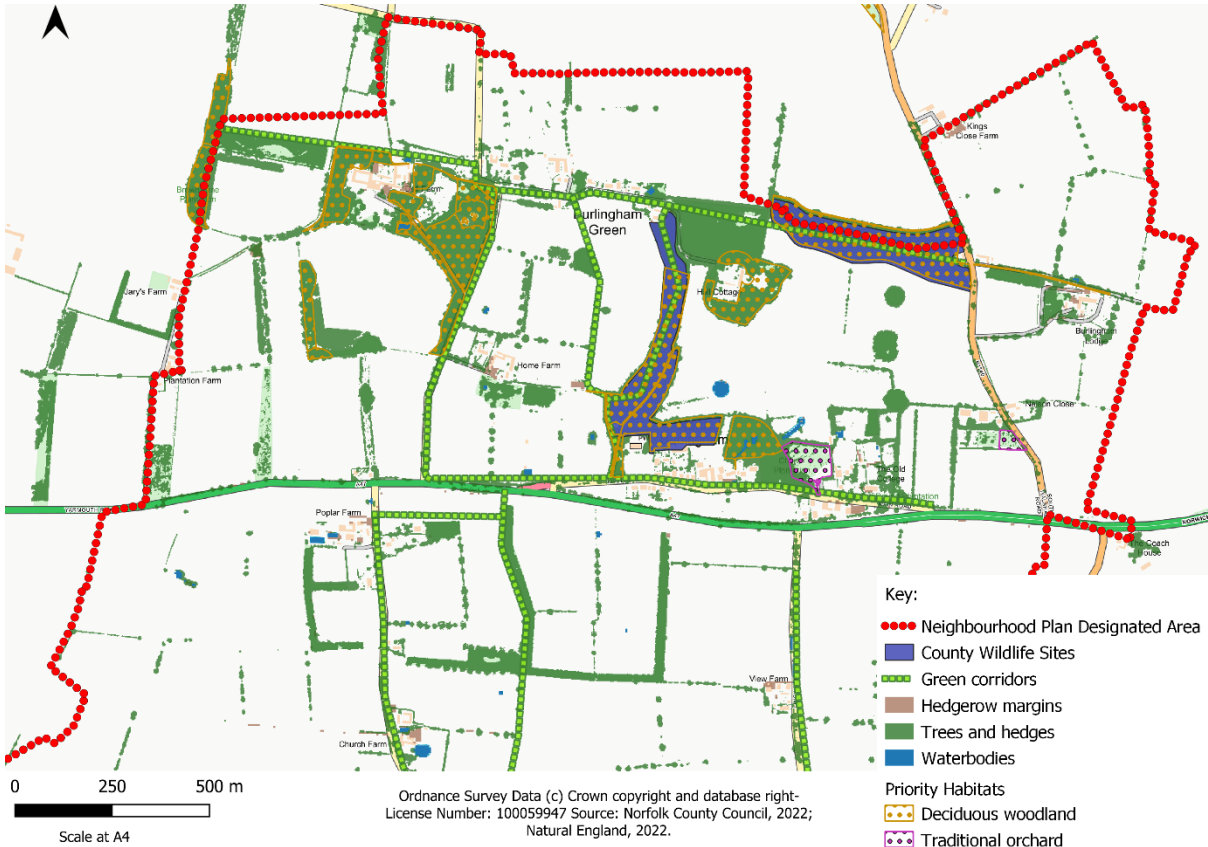 Kings
Close Farm
Burlingham
Green
Jary's Farm
Hill Cottage
Burlingham
Lodge
Home Farm
Plantation Farm
Nelson Close
The Old
College
A47
Poplar Farm
The Coach
House
View Farm
Church Farm
Key:
Neighbourhood Plan Designated Area
County Wildlife Sites
Green corridors
Hedgerow margins
Trees and hedges
Waterbodies
Priority Habitats
Deciduous woodland
Traditional orchard
0 250 500 m
Scale at A4
Ordnance Survey Data (c) Crown copyright and database right-
License Number: 100059947 Source: Norfolk County Council, 2022;
Natural England, 2022.